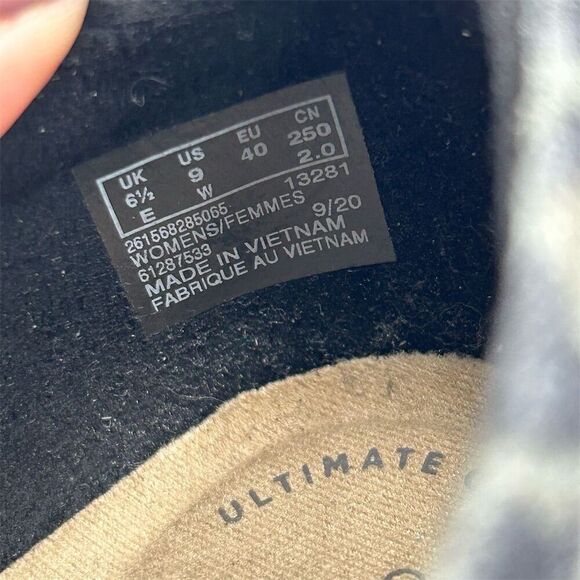 UK US EU CN
6½ 9 40 250
E W 2.0
261568285065 13281
WOMENS/FEMMES 9/20
61287533
MADE IN VIETNAM
FABRIQUE AU VIETNAM
ULTIMATE